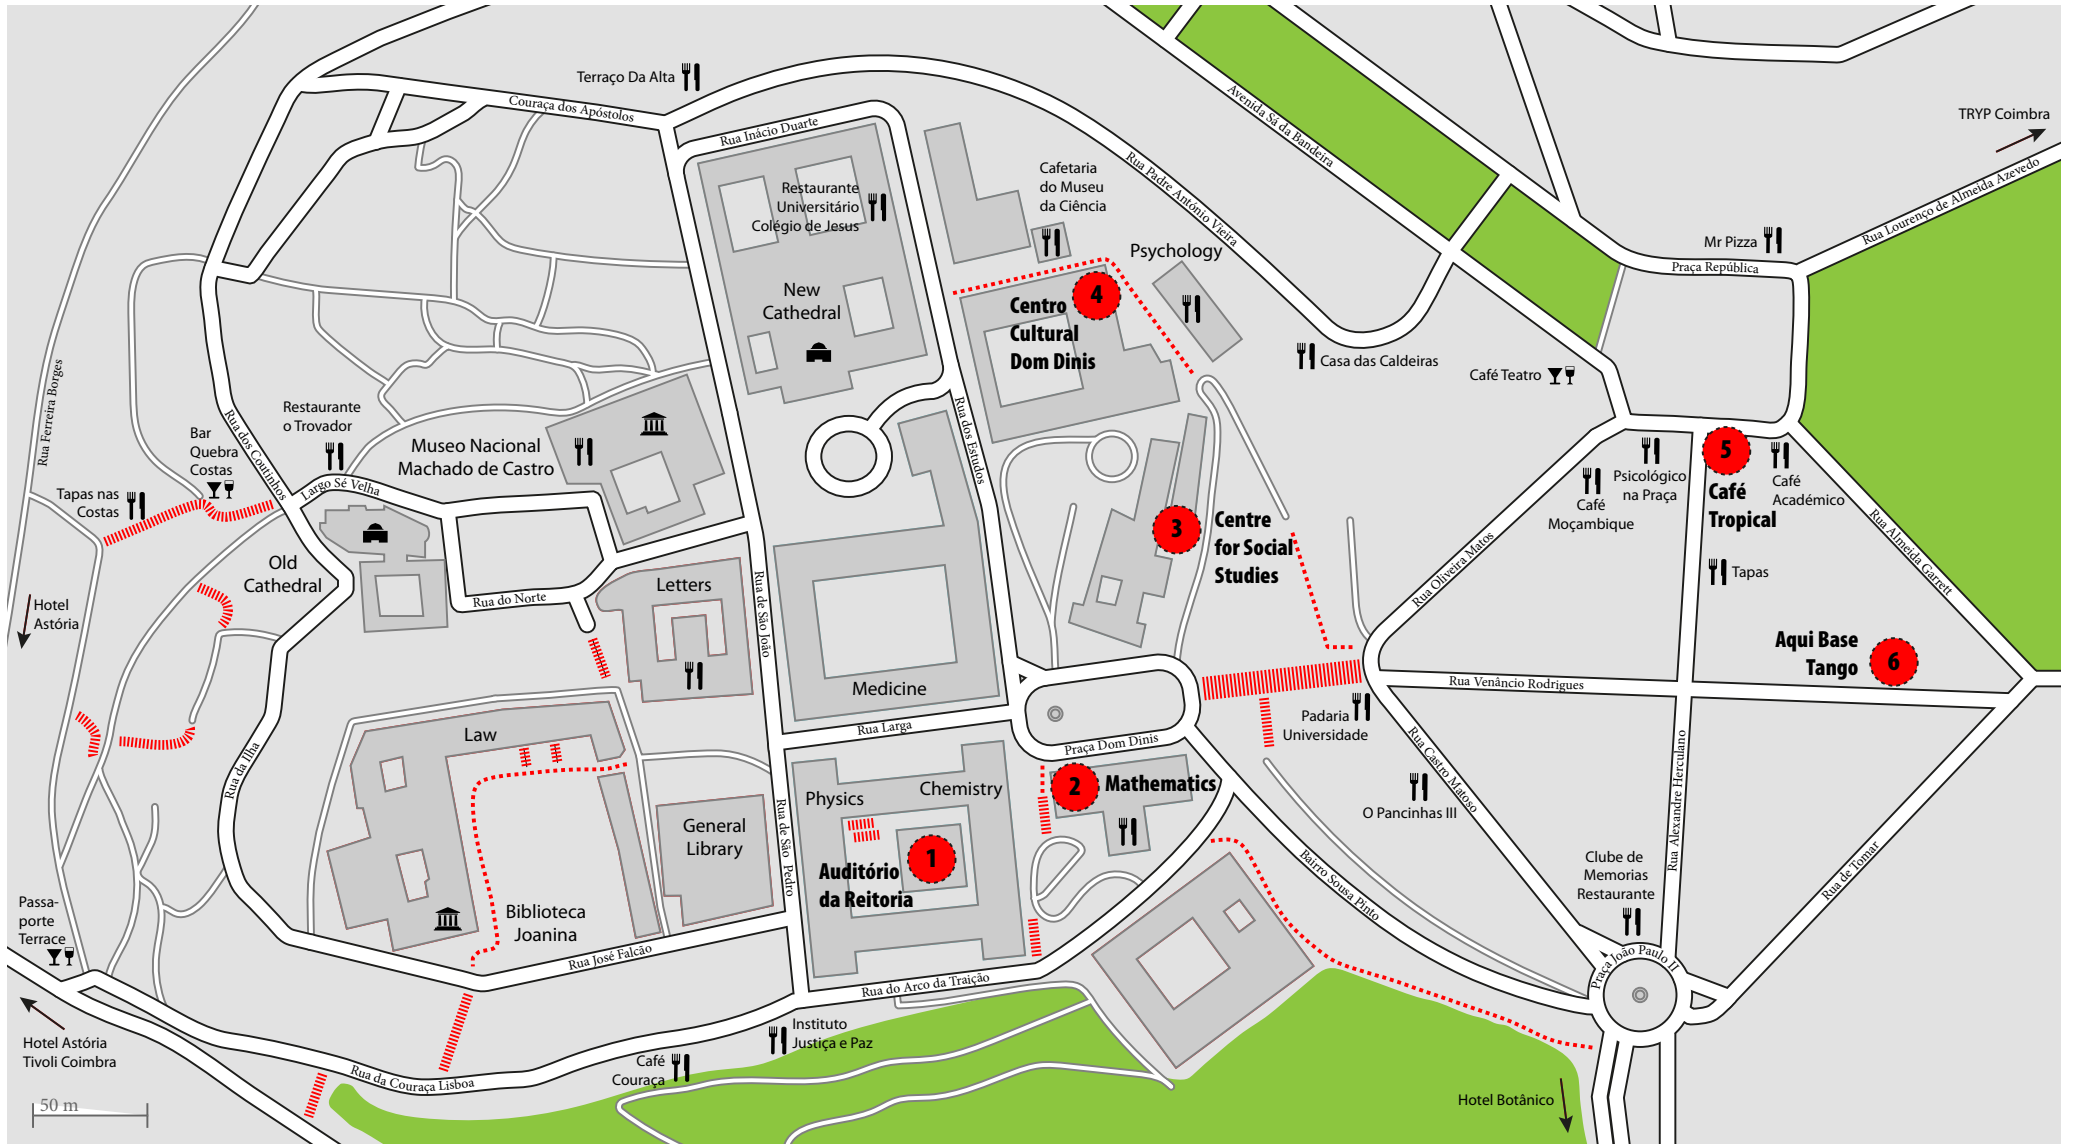 Terraço Da Alta
Couraça dos Apóstolos
Rua Inácio Duarte
Avenida Sá da Bandeira
TRYP Coimbra
Rua Lourenço de Almeida Azevedo
Rua Padre António Vieira
Cafetaria
do Museu
da Ciência
Restaurante
Universitário
Colégio de Jesus
Psychology
Mr Pizza
Praça República
New
Cathedral
4
Centro
Cultural
Dom Dinis
Casa das Caldeiras
Café Teatro
Rua Ferreira Borges
Rua dos Coutinhos
Restaurante
o Trovador
Bar
Quebra
Costas
Tapas nas
Costas
Largo Sé Velha
Museo Nacional
Machado de Castro
Rua dos Estudos
5
Café
Tropical
Psicológico
na Praça
Café
Moçambique
Café
Académico
Rua Almeida Garrett
3
Centre
for Social
Studies
Rua Oliveira Matos
Tapas
Old
Cathedral
Hotel
Astória
Rua do Norte
Letters
Rua de São João
Aqui Base
Tango
6
Rua Venâncio Rodrigues
Medicine
Rua Larga
Praça Dom Dinis
Padaria
Universidade
Rua Castro Matoso
Rua Alexandre Herculano
Law
Rua da Ilha
Physics
Chemistry
2
Mathematics
O Pancinhas III
General
Library
Rua de São Pedro
1
Auditório
da Reitoria
Bairro Sousa Pinto
Clube de
Memorias
Restaurante
Rua de Tomar
Passa-
porte
Terrace
Biblioteca
Joanina
Rua José Falcão
Rua do Arco da Traição
Praça João Paulo II
Hotel Astória
Tivoli Coimbra
Instituto
Justiça e Paz
Café
Couraça
Rua da Couraça Lisboa
Hotel Botânico
50 m